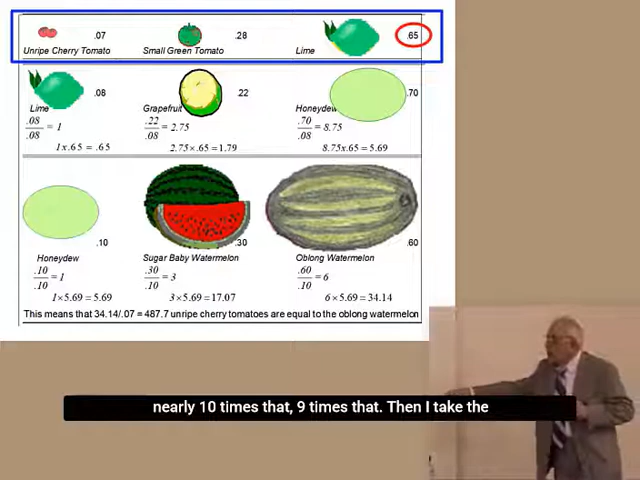 .07 .28 .65
Unripe Cherry Tomato Small Green Tomato Lime
.08 .22 .70
Lime Grapefruit Honeydew
.08/.08 = 1 .22/.08 = 2.75 .70/.08 = 8.75
1x.65 = .65 2.75×.65 = 1.79 8.75x.65 = 5.69
.10 .30 .60
Honeydew Sugar Baby Watermelon Oblong Watermelon
.10/.10 = 1 .30/.10 = 3 .60/.10 = 6
1×5.69 = 5.69 3×5.69 = 17.07 6×5.69 = 34.14
This means that 34.14/.07 = 487.7 unripe cherry tomatoes are equal to the oblong watermelon
nearly 10 times that, 9 times that. Then I take the